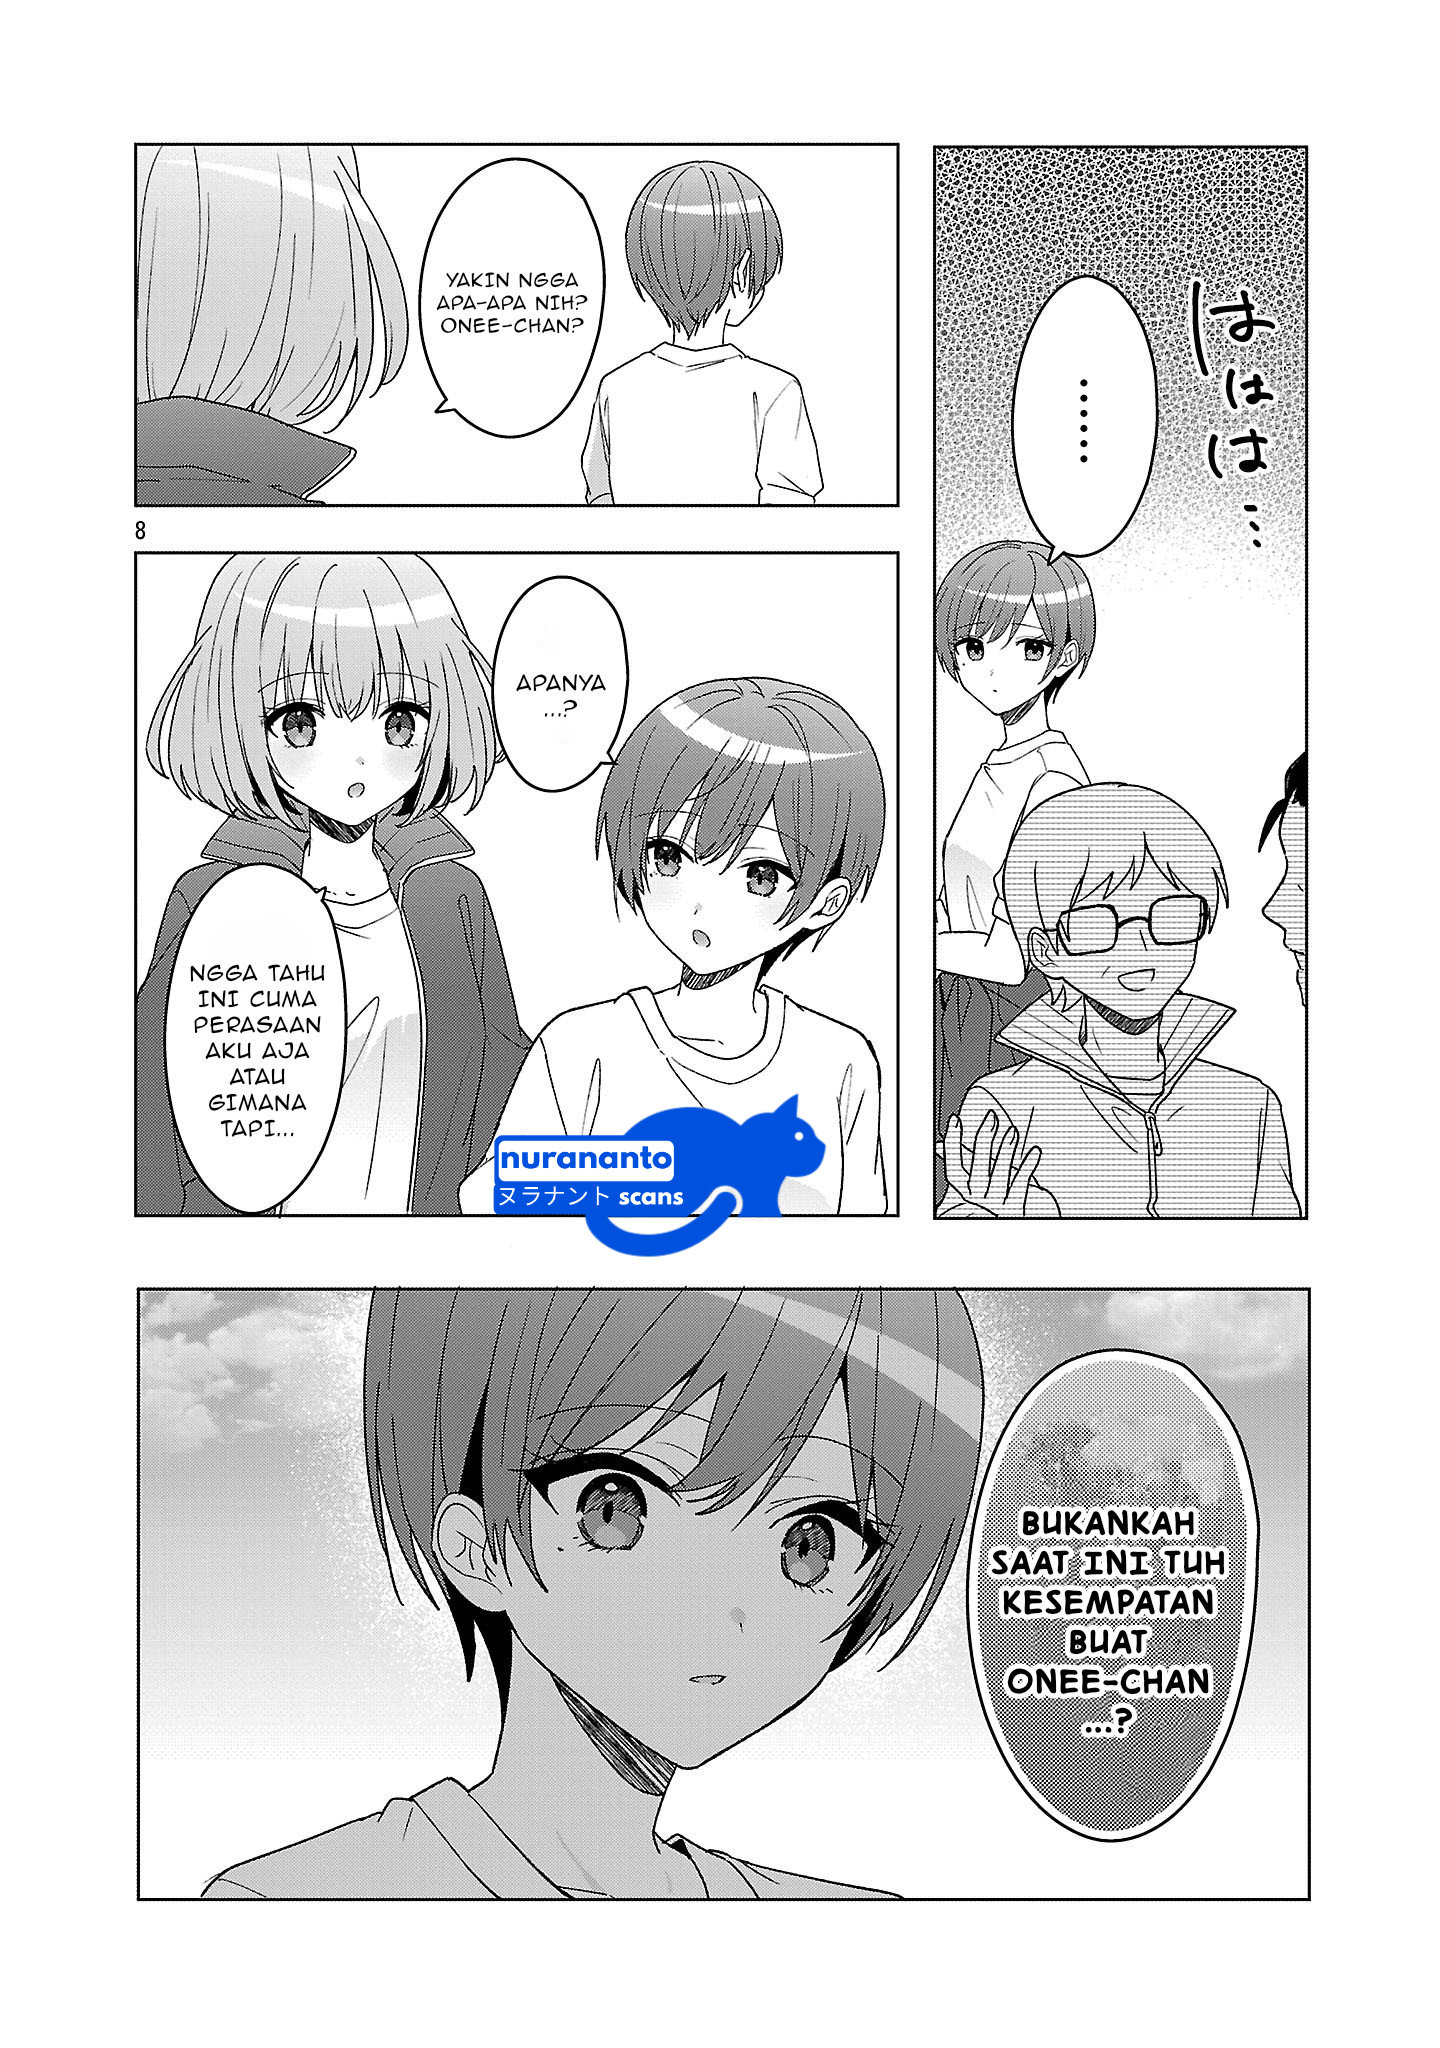 ははは…
………
YAKIN NGGA
APA-APA NIH?
ONEE-CHAN?
8
APANYA
...?
NGGA TAHU
INI CUMA
PERASAAN
AKU AJA
ATAU
GIMANA
TAPI...
nurananto
ヌラナント scans
BUKANKAH
SAAT INI TUH
KESEMPATAN
BUAT
ONEE-CHAN
...?